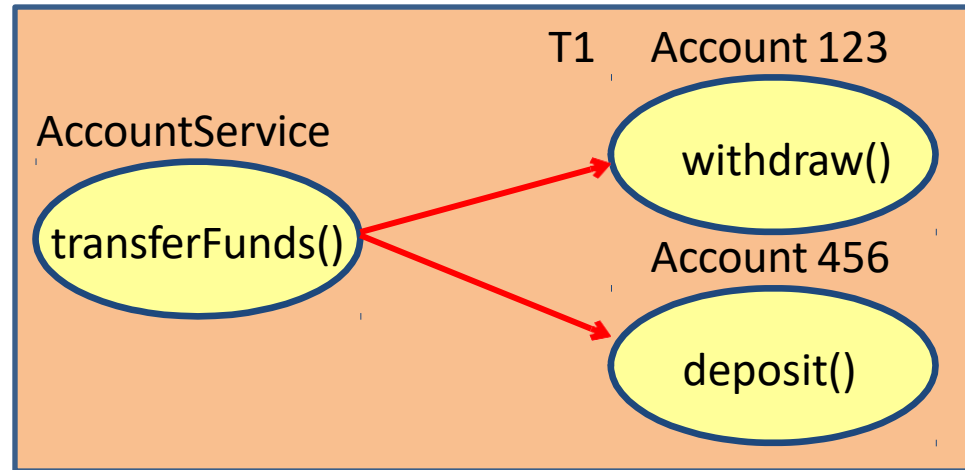 T1 Account 123
AccountService
withdraw()
transferFunds()
Account 456
deposit()